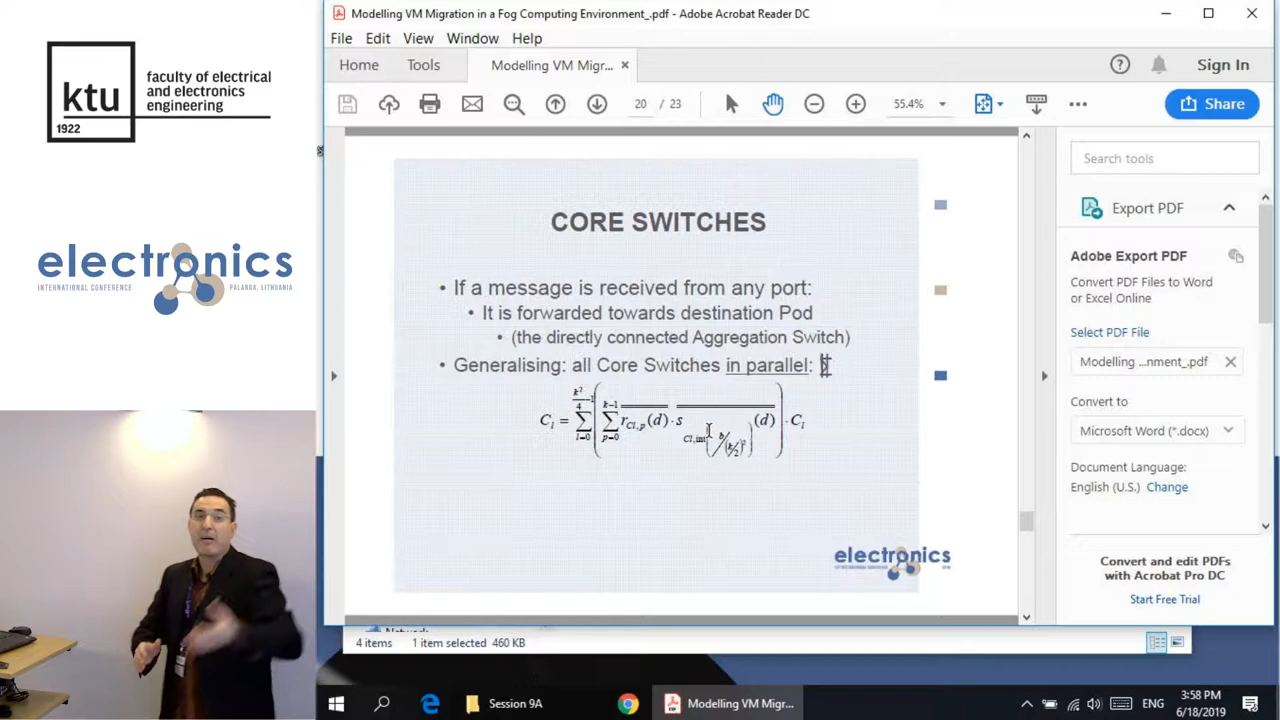 ktu
1922
faculty of electrical
and electronics
engineering
electronics
INTERNATIONAL CONFERENCE
PALANGA, LITHUANIA
Modelling VM Migration in a Fog Computing Environment_.pdf - Adobe Acrobat Reader DC
File Edit View Window Help
Home Tools Modelling VM Migr... ×
Sign In
20 / 23
55.4%
Share
CORE SWITCHES
• If a message is received from any port:
• It is forwarded towards destination Pod
• (the directly connected Aggregation Switch)
• Generalising: all Core Switches in parallel:
electronics
Search tools
Export PDF
Adobe Export PDF
Convert PDF Files to Word
or Excel Online
Select PDF File
Modelling ...nment_.pdf
Convert to
Microsoft Word (*.docx)
Document Language:
English (U.S.) Change
Convert and edit PDFs
with Acrobat Pro DC
Start Free Trial
4 items 1 item selected 460 KB
Session 9A
Modelling VM Migr...
ENG
3:58 PM
6/18/2019